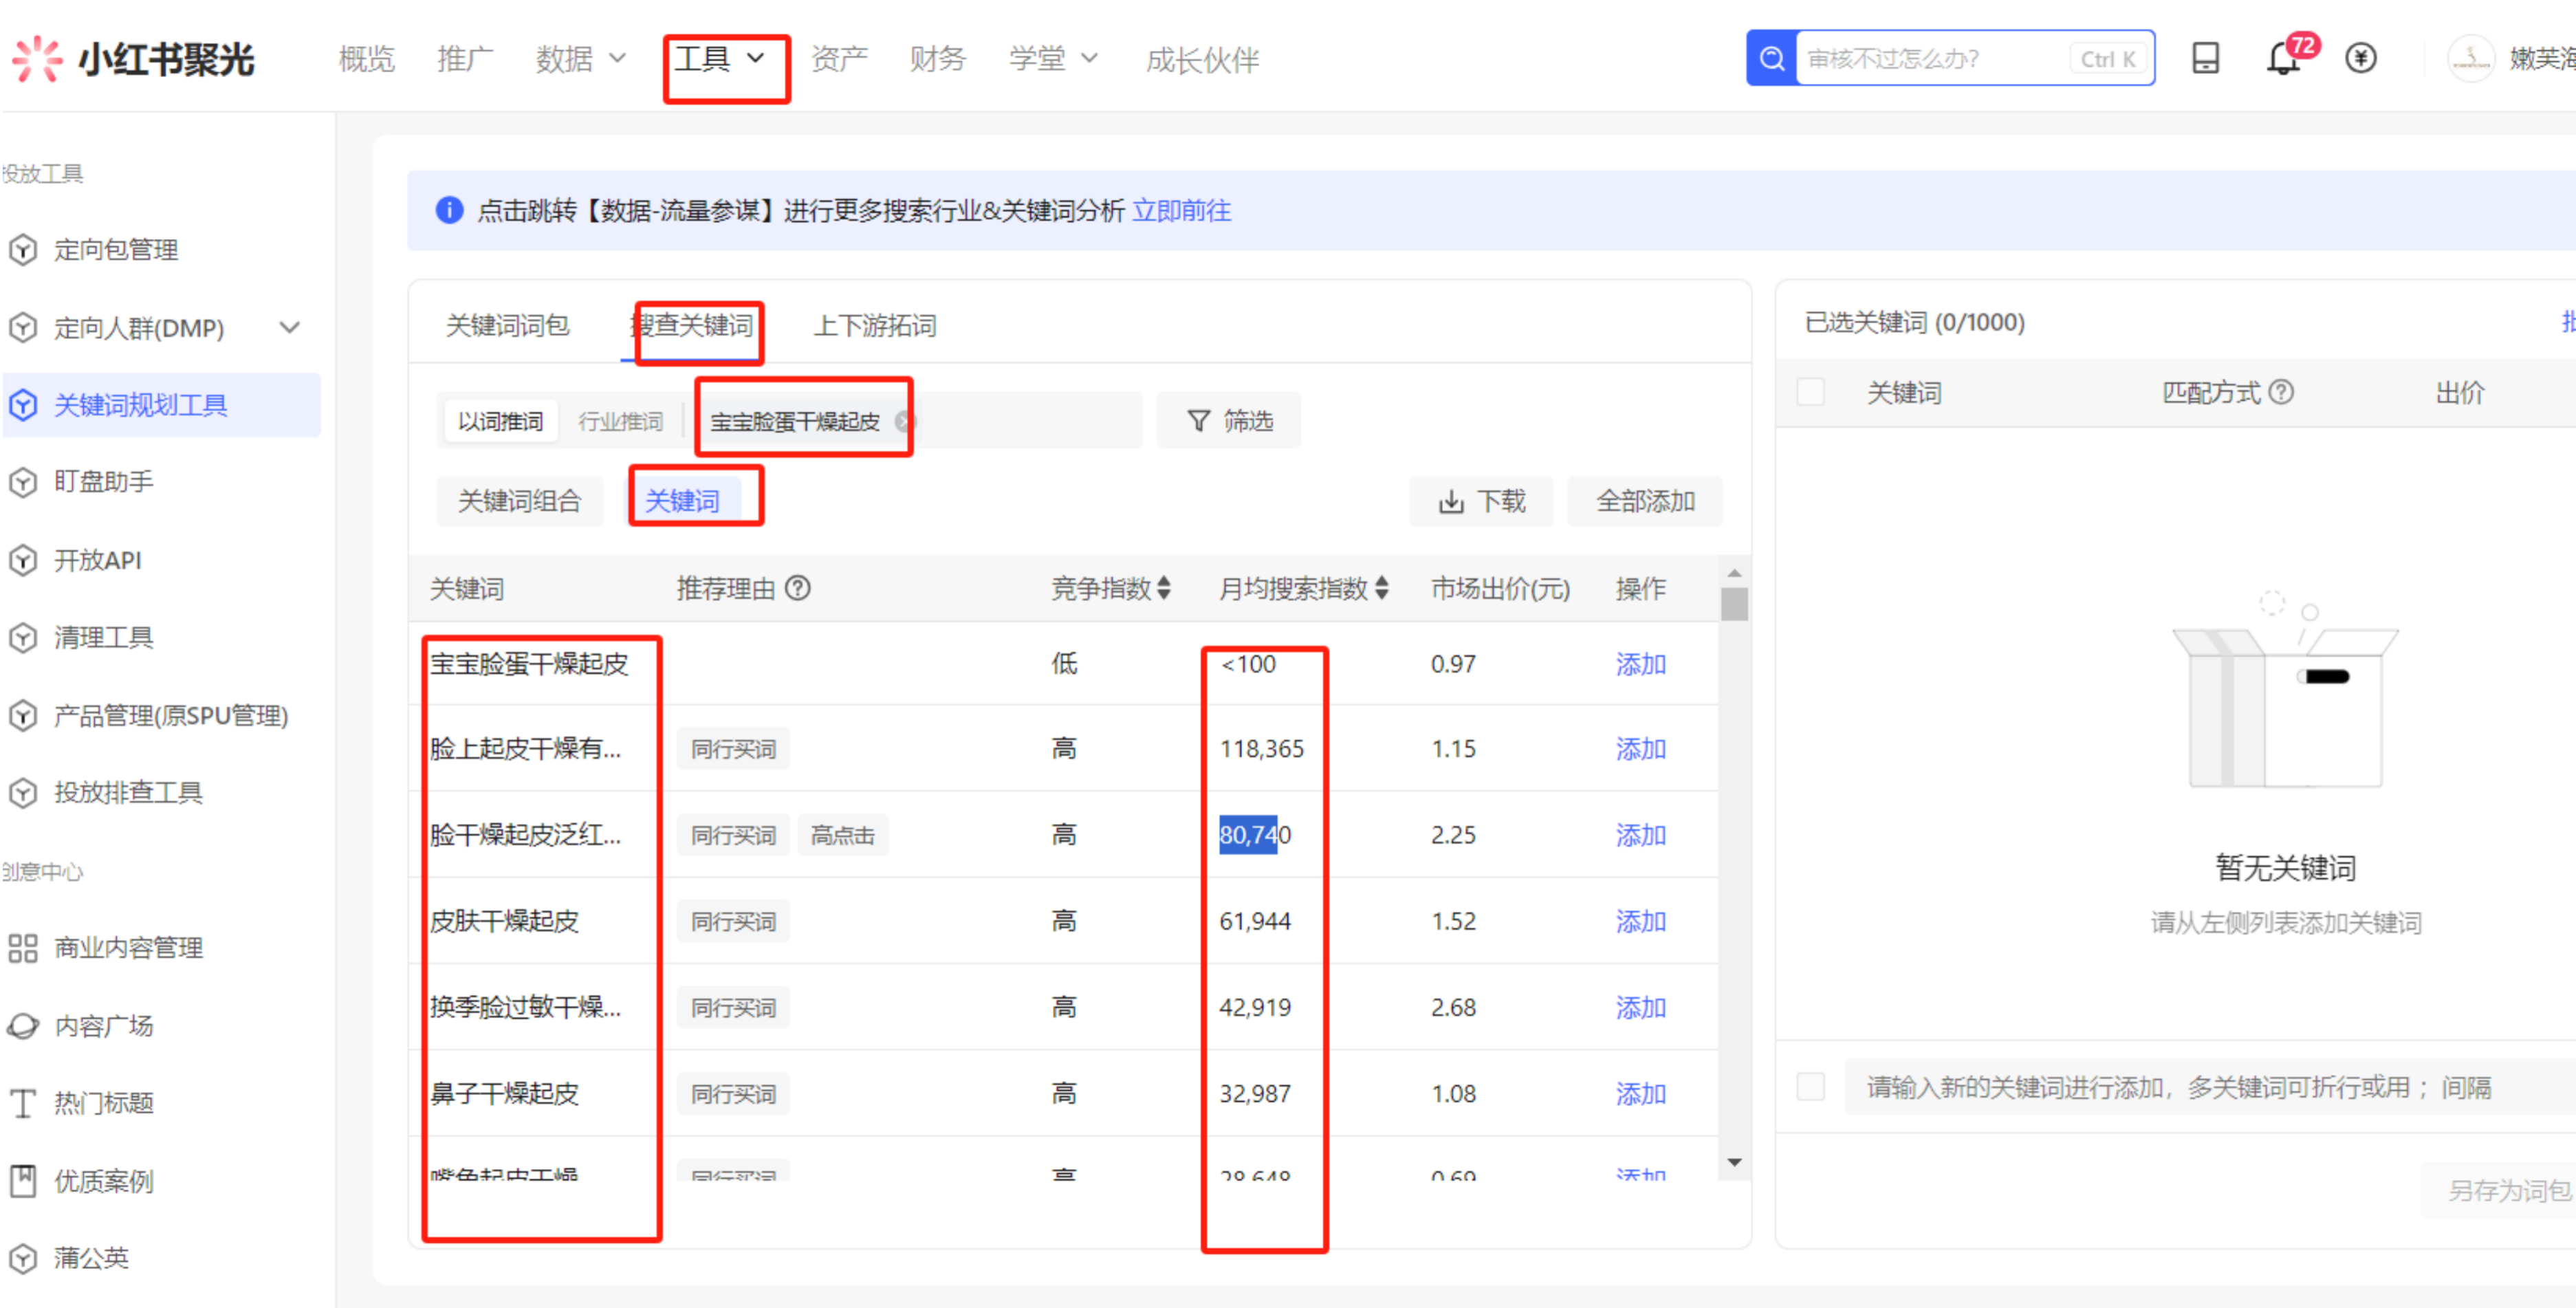 小红书聚光 概览 推广 数据 工具 资产 财务 学堂 成长伙伴 审核不过怎么办? Ctrl K 72 嫩芙
投放工具
定向包管理
定向人群(DMP)
关键词规划工具
盯盘助手
开放API
清理工具
产品管理(原SPU管理)
投放排查工具
创意中心
商业内容管理
内容广场
热门标题
优质案例
蒲公英
点击跳转【数据-流量参谋】进行更多搜索行业&关键词分析 立即前往
关键词词包 搜查关键词 上下游拓词
以词推词 行业推词 宝宝脸蛋干燥起皮 筛选
关键词组合 关键词 下载 全部添加
关键词 推荐理由 竞争指数 月均搜索指数 市场出价(元) 操作
宝宝脸蛋干燥起皮 低 <100 0.97 添加
脸上起皮干燥有... 同行买词 高 118,365 1.15 添加
脸干燥起皮泛红... 同行买词 高点击 高 80,740 2.25 添加
皮肤干燥起皮 同行买词 高 61,944 1.52 添加
换季脸过敏干燥... 同行买词 高 42,919 2.68 添加
鼻子干燥起皮 同行买词 高 32,987 1.08 添加
嘴角起皮干燥 同行买词 高 28,648 0.69 添加
已选关键词 (0/1000)
关键词 匹配方式 出价
暂无关键词
请从左侧列表添加关键词
请输入新的关键词进行添加，多关键词可折行或用；间隔
另存为词包